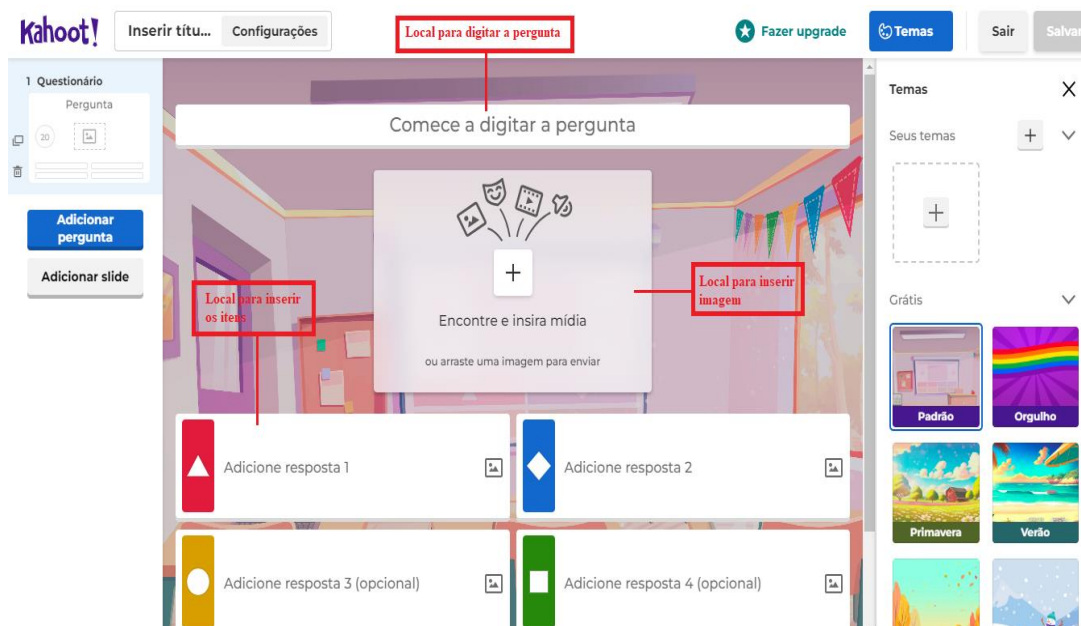 Kahoot!
Inserir títu...
Configurações
Local para digitar a pergunta
Fazer upgrade
Temas
Sair
Salvar
1 Questionário
Pergunta
20
Adicionar
pergunta
Adicionar slide
Comece a digitar a pergunta
Encontre e insira mídia
ou arraste uma imagem para enviar
Local para inserir
os itens
Local para inserir
imagem
Adicione resposta 1
Adicione resposta 2
Adicione resposta 3 (opcional)
Adicione resposta 4 (opcional)
Temas
Seus temas
Grátis
Padrão
Orgulho
Primavera
Verão